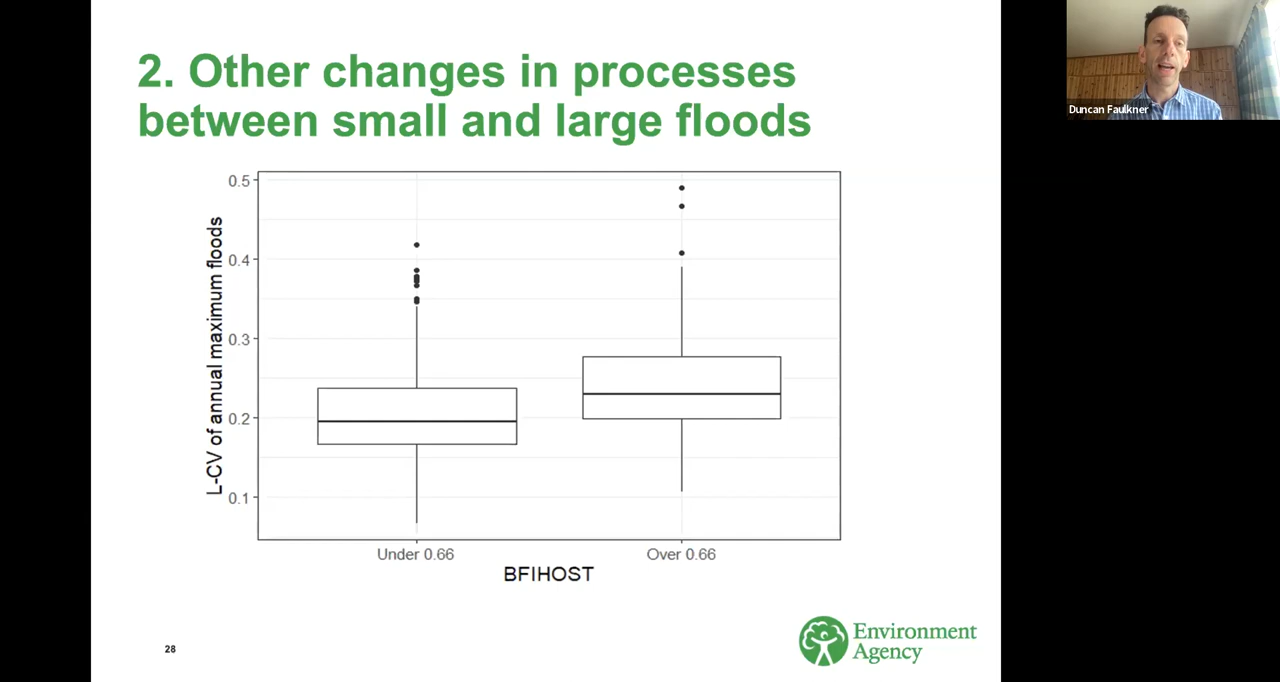 2. Other changes in processes
between small and large floods
Duncan Faulkner
L-CV of annual maximum floods
0.5
0.4
0.3
0.2
0.1
Under 0.66
Over 0.66
BFIHOST
28
Environment
Agency